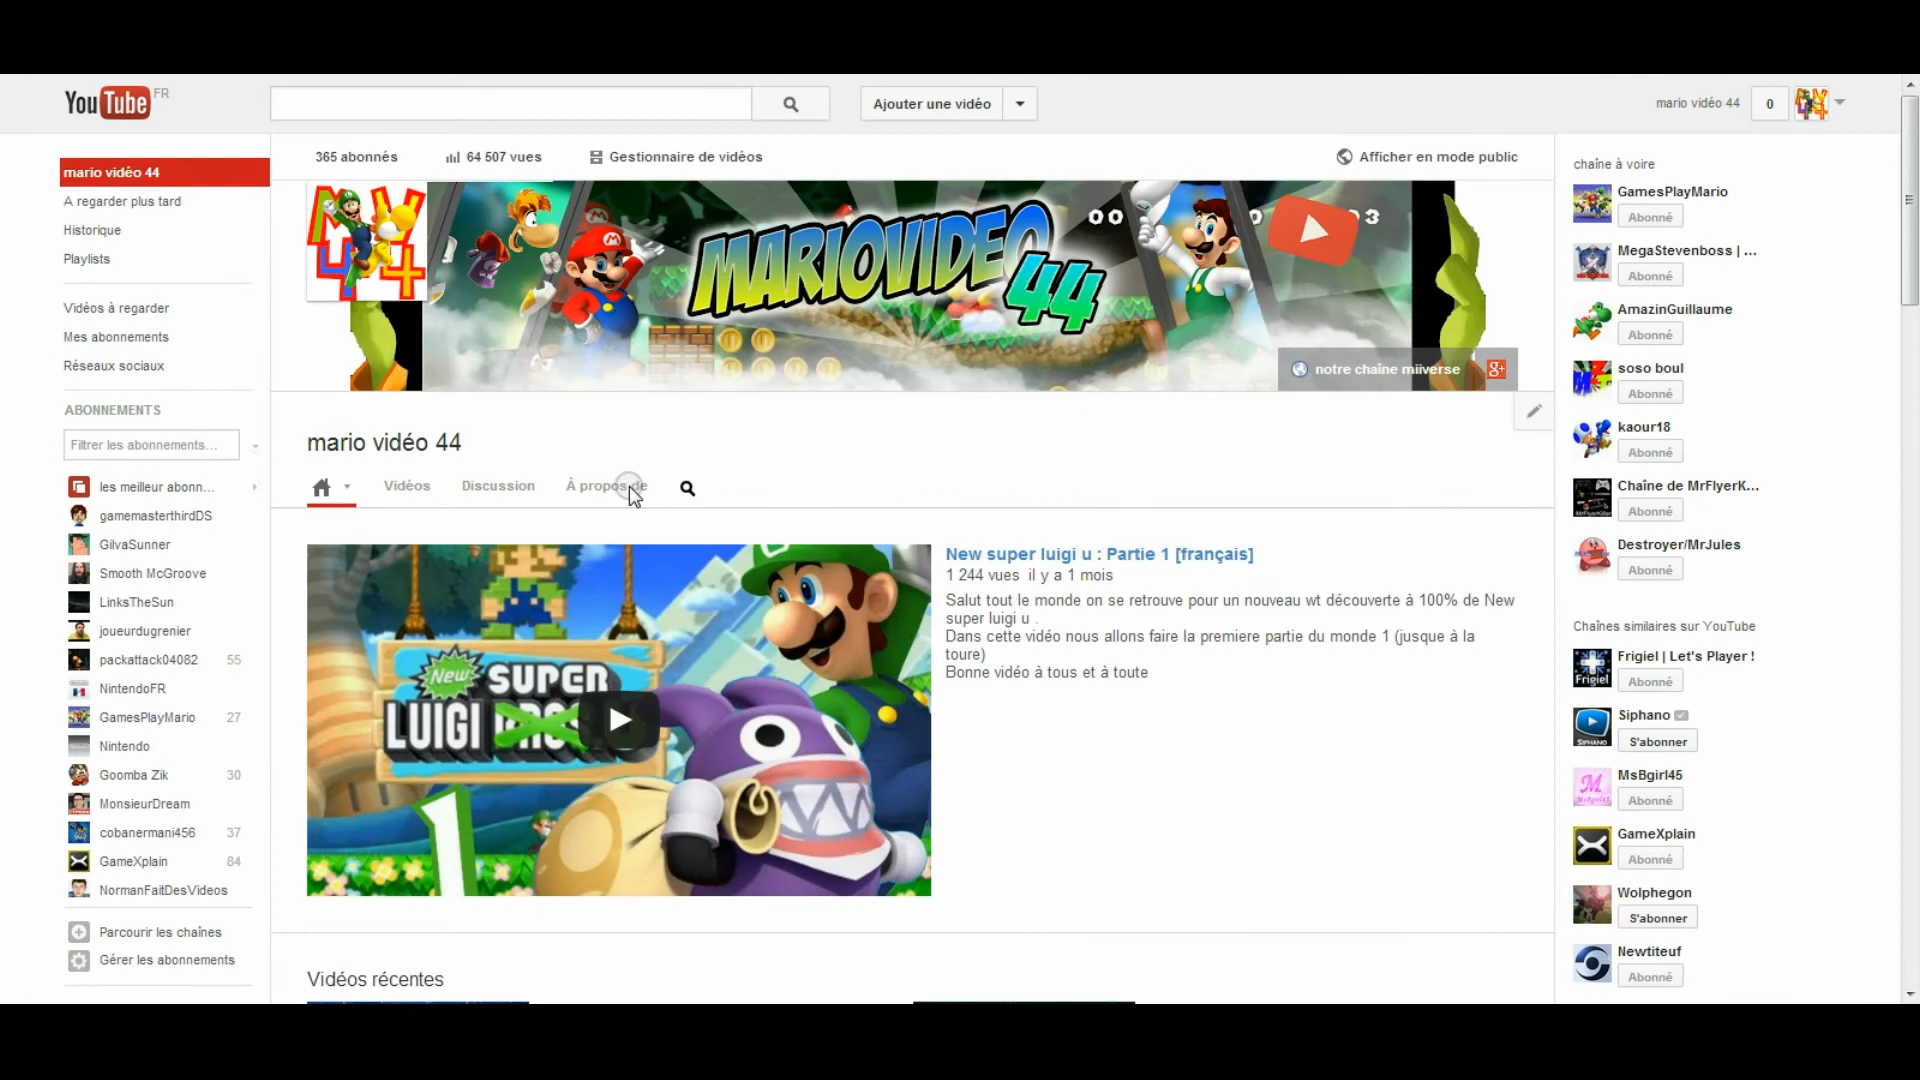 YouTube FR
Ajouter une vidéo
mario vidéo 44
0
mario vidéo 44
A regarder plus tard
Historique
Playlists
Vidéos à regarder
Mes abonnements
Réseaux sociaux
ABONNEMENTS
Filtrer les abonnements...
les meilleur abonn...
gamemasterthirdDS
GilvaSunner
Smooth McGroove
LinksTheSun
joueurdugrenier
packattack04082 55
NintendoFR
GamesPlayMario 27
Nintendo
Goomba Zik 30
MonsieurDream
cobanermani456 37
GameXplain 84
NormanFaitDesVideos
Parcourir les chaînes
Gérer les abonnements
365 abonnés
64 507 vues
Gestionnaire de vidéos
Afficher en mode public
MARIOVIDEO
44
00
3
notre chaîne miiverse
g+
mario vidéo 44
Vidéos
Discussion
À propos de
New
SUPER
LUIGI BROS
1
New super luigi u : Partie 1 [français]
1 244 vues il y a 1 mois
Salut tout le monde on se retrouve pour un nouveau wt découverte à 100% de New
super luigi u .
Dans cette vidéo nous allons faire la premiere partie du monde 1 (jusque à la
toure)
Bonne vidéo à tous et à toute
Vidéos récentes
chaîne à voire
GamesPlayMario
Abonné
MegaStevenboss | ...
Abonné
AmazinGuillaume
Abonné
soso boul
Abonné
kaour18
Abonné
Chaîne de MrFlyerK...
Abonné
Destroyer/MrJules
Abonné
Chaînes similaires sur YouTube
Frigiel | Let's Player !
Frigiel
Abonné
Siphano
SIPHANO
S'abonner
MsBgirl45
Abonné
GameXplain
Abonné
Wolphegon
S'abonner
Newtiteuf
Abonné